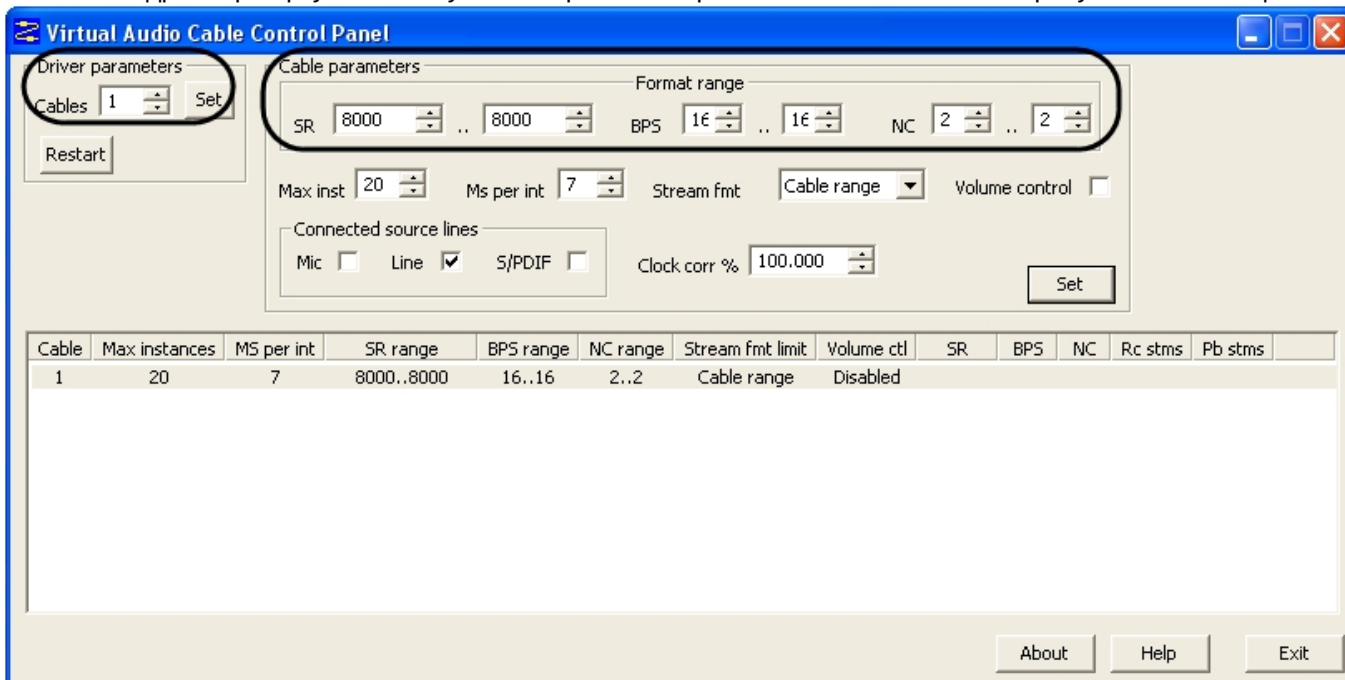 Virtual Audio Cable Control Panel
Driver parameters
Cables 1 Set
Restart
Cable parameters
Format range
SR 8000 .. 8000 BPS 16 .. 16 NC 2 .. 2
Max inst 20 Ms per int 7 Stream fmt Cable range Volume control
Connected source lines
Mic Line S/PDIF Clock corr % 100.000
Set
Cable Max instances MS per int SR range BPS range NC range Stream fmt limit Volume ctl SR BPS NC Rc stms Pb stms
1 20 7 8000..8000 16..16 2..2 Cable range Disabled
About Help Exit